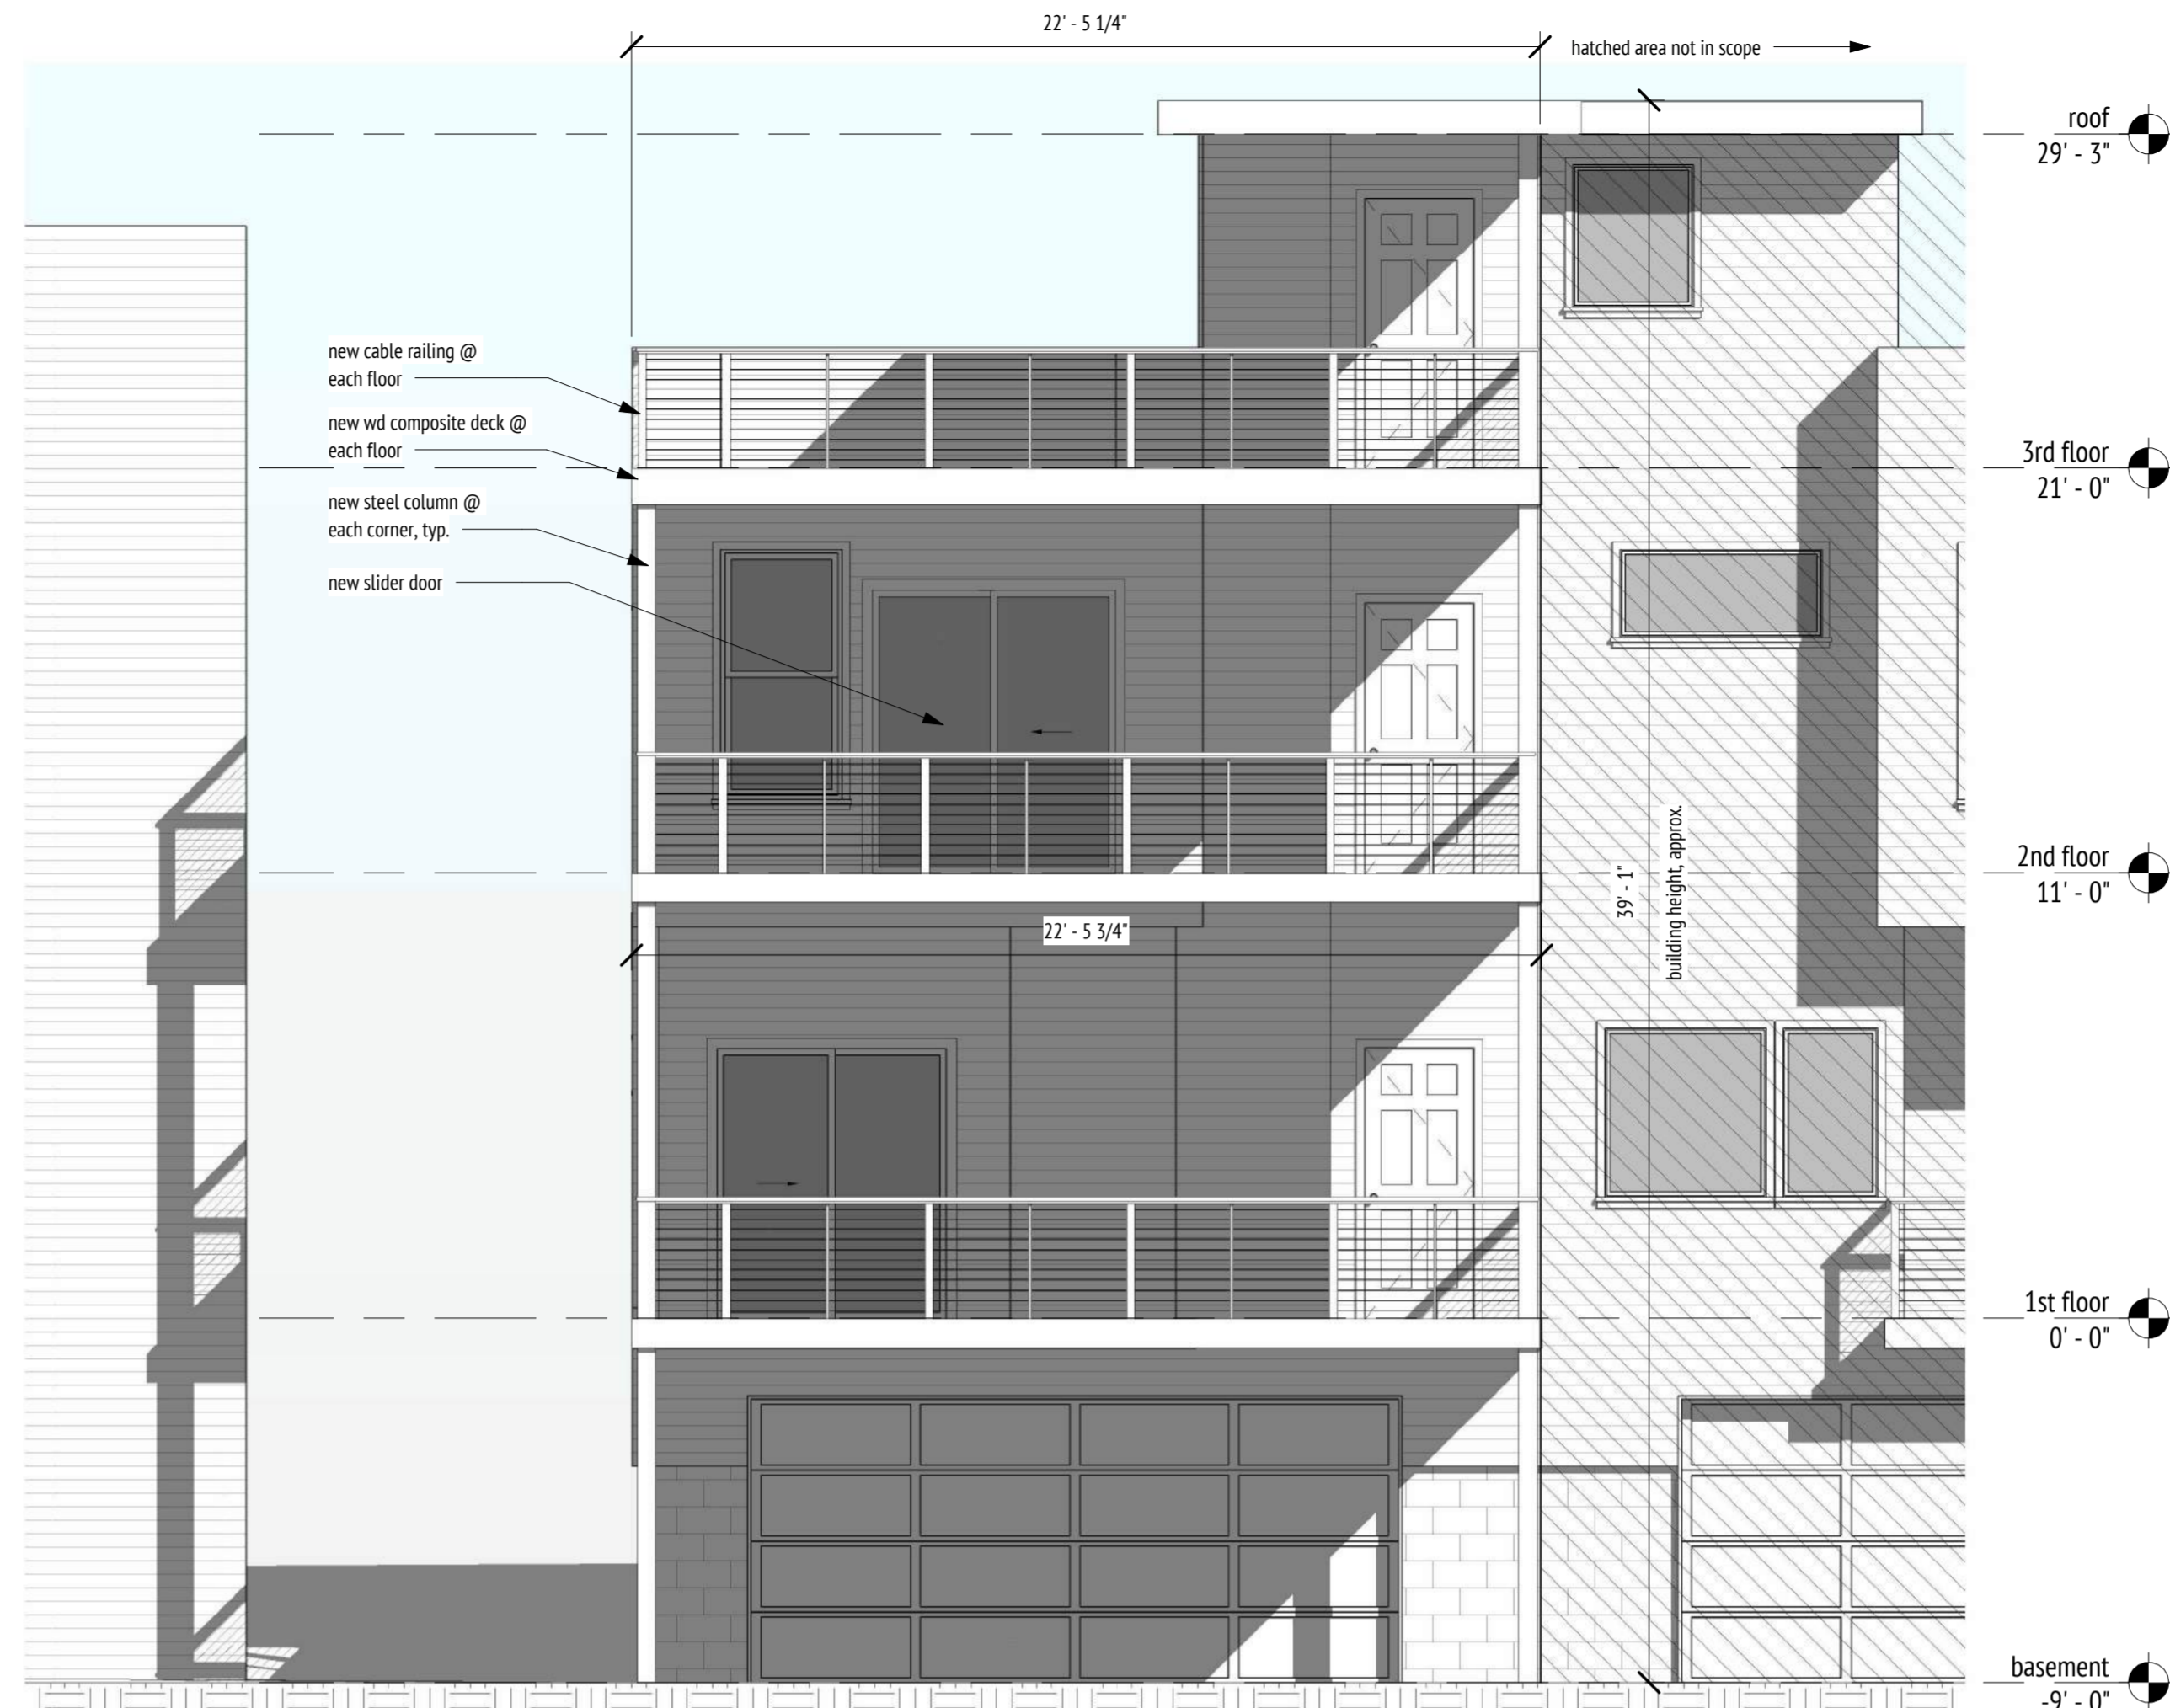 22' - 5 1/4"
hatched area not in scope
roof
29' - 3"
new cable railing @
each floor
new wd composite deck @
each floor
3rd floor
21' - 0"
new steel column @
each corner, typ.
new slider door
2nd floor
11' - 0"
22' - 5 3/4"
39' - 1"
building height, approx.
1st floor
0' - 0"
basement
-9' - 0"